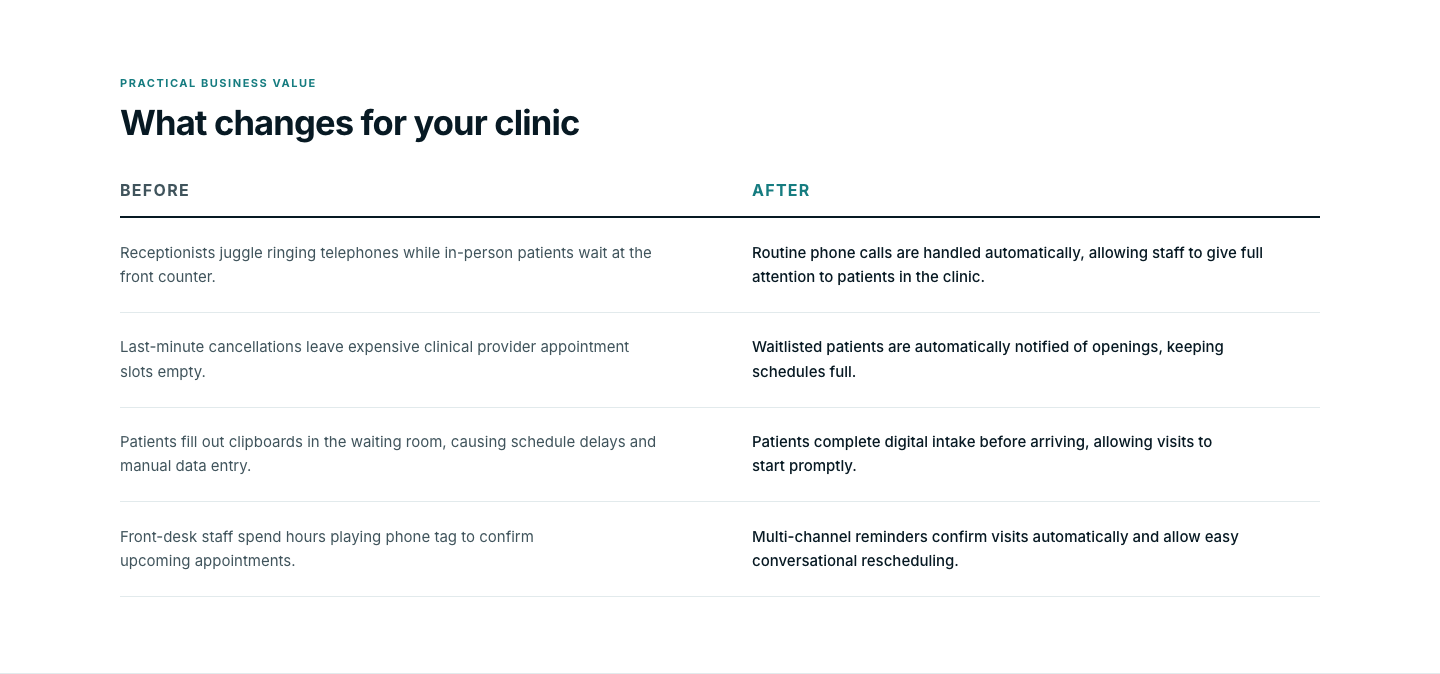 PRACTICAL BUSINESS VALUE
What changes for your clinic
BEFORE
AFTER
Receptionists juggle ringing telephones while in-person patients wait at the
front counter.
Routine phone calls are handled automatically, allowing staff to give full
attention to patients in the clinic.
Last-minute cancellations leave expensive clinical provider appointment
slots empty.
Waitlisted patients are automatically notified of openings, keeping
schedules full.
Patients fill out clipboards in the waiting room, causing schedule delays and
manual data entry.
Patients complete digital intake before arriving, allowing visits to
start promptly.
Front-desk staff spend hours playing phone tag to confirm
upcoming appointments.
Multi-channel reminders confirm visits automatically and allow easy
conversational rescheduling.